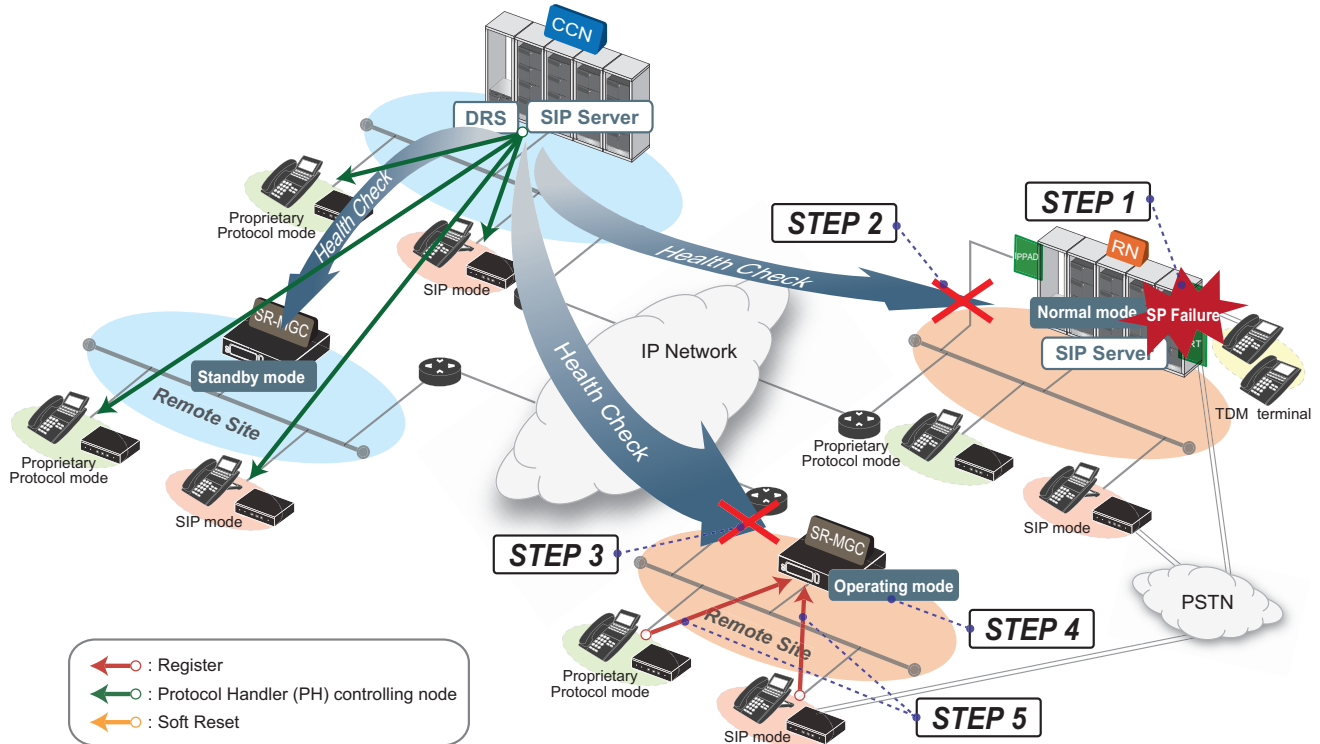 CCN
DRS
SIP Server
Proprietary
Protocol mode
Health Check
SIP mode
SR-MGC
Standby mode
Remote Site
Proprietary
Protocol mode
SIP mode
Health Check
Health Check
IP Network
STEP 2
STEP 1
IPPAD
RN
Normal mode
SP Failure
SIP Server
TDM terminal
Proprietary
Protocol mode
SIP mode
STEP 3
SR-MGC
Operating mode
Remote Site
STEP 4
PSTN
Proprietary
Protocol mode
SIP mode
STEP 5
: Register
: Protocol Handler (PH) controlling node
: Soft Reset